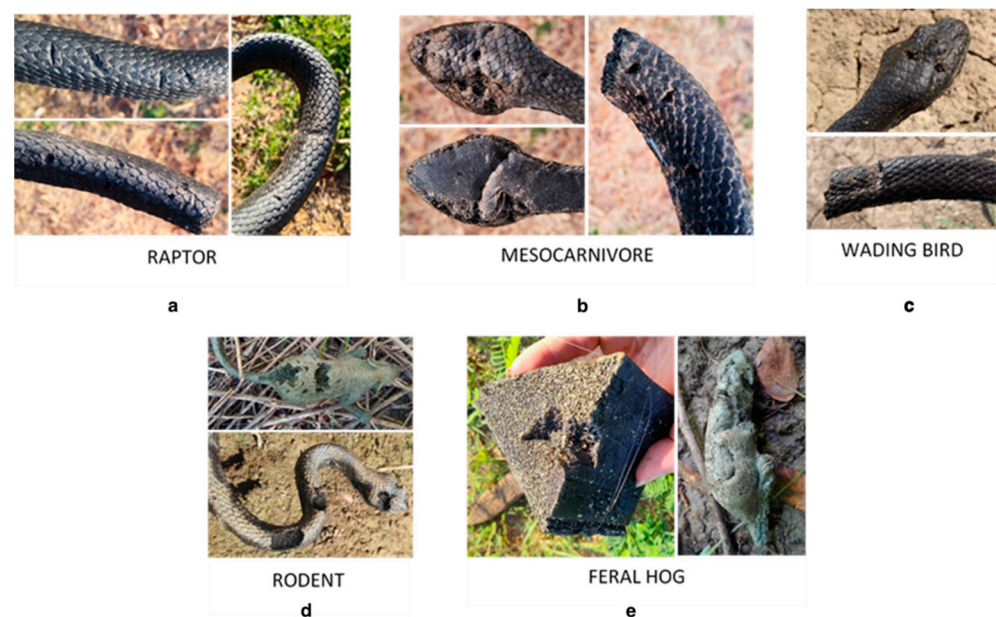 RAPTOR
MESOCARNIVORE
WADING BIRD
a
b
c
RODENT
FERAL HOG
d
e